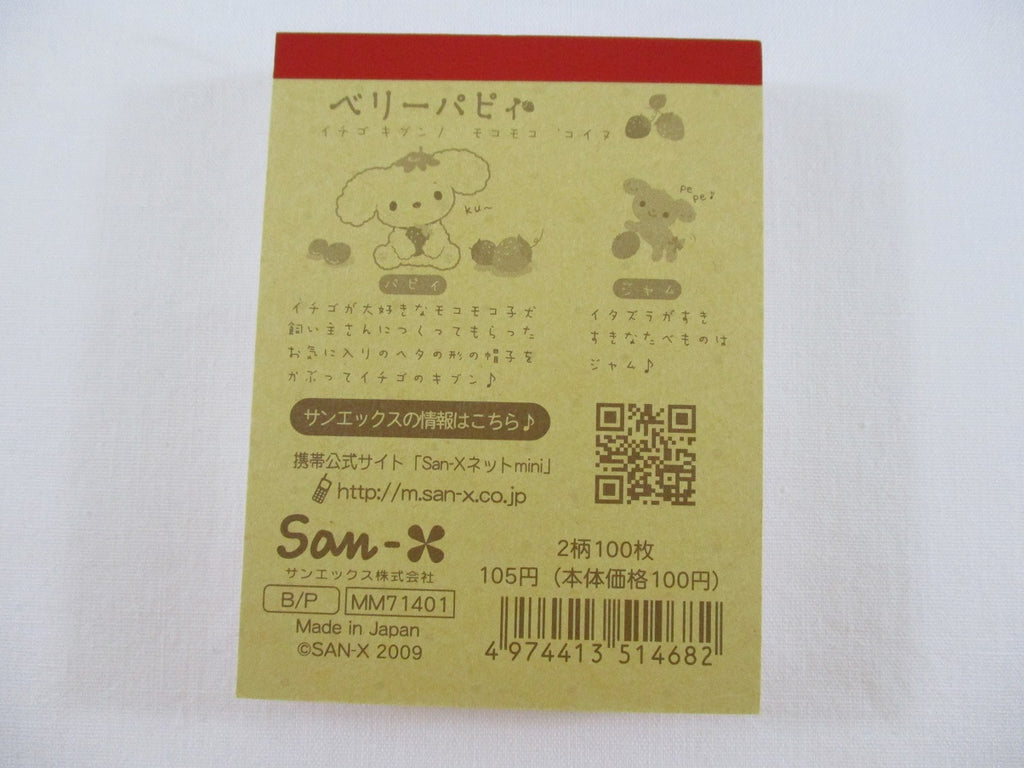 ベリーパピィ
イチゴ キブン♪ モコモコ コイヌ
ku~
pe pe♪
パピィ
イチゴが大好きなモコモコ子犬
飼い主さんにつくってもらった
お気に入りのヘタの形の帽子を
かぶってイチゴのキブン♪
ジャム
イタズラがすき
すきなたべものは
ジャム♪
サンエックスの情報はこちら♪
携帯公式サイト「San-Xネットmini」
http://m.san-x.co.jp
San-X
サンエックス株式会社
B/P MM71401
Made in Japan
©SAN-X 2009
2柄100枚
105円（本体価格100円）
4 974413 514682